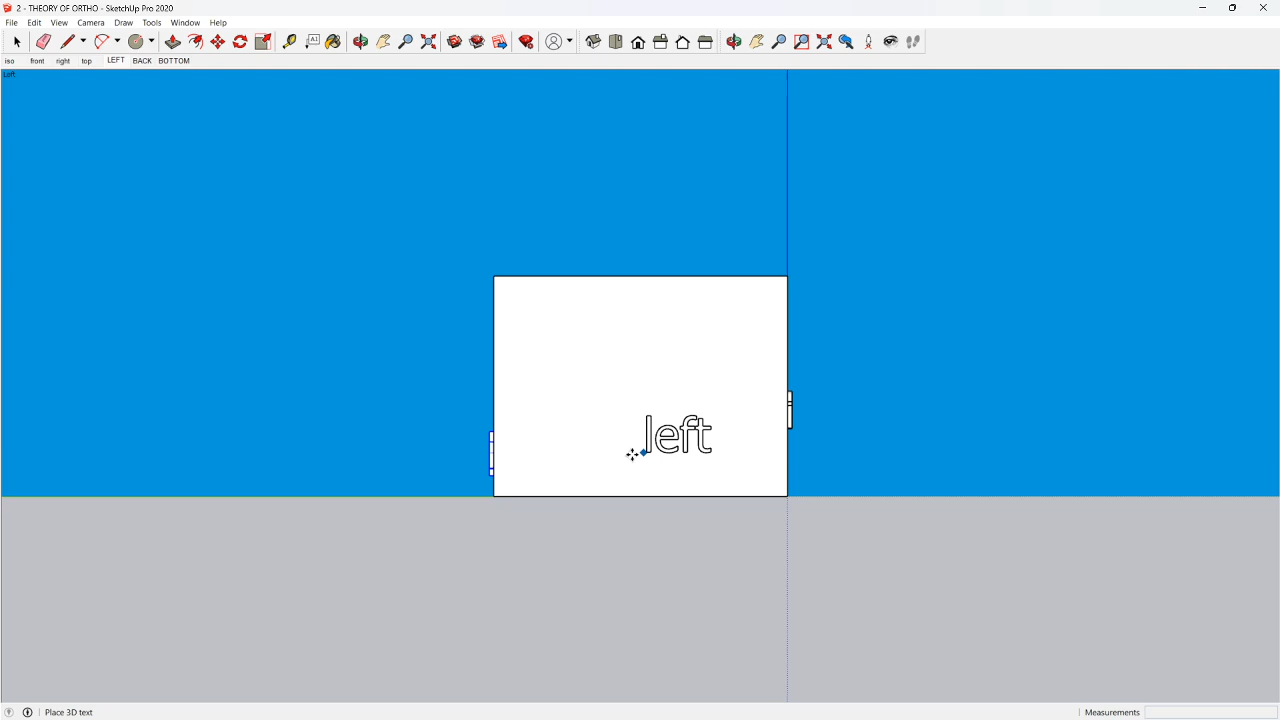 2 - THEORY OF ORTHO - SketchUp Pro 2020
File Edit View Camera Draw Tools Window Help
A1
iso front right top LEFT BACK BOTTOM
Left
left
Place 3D text
Measurements